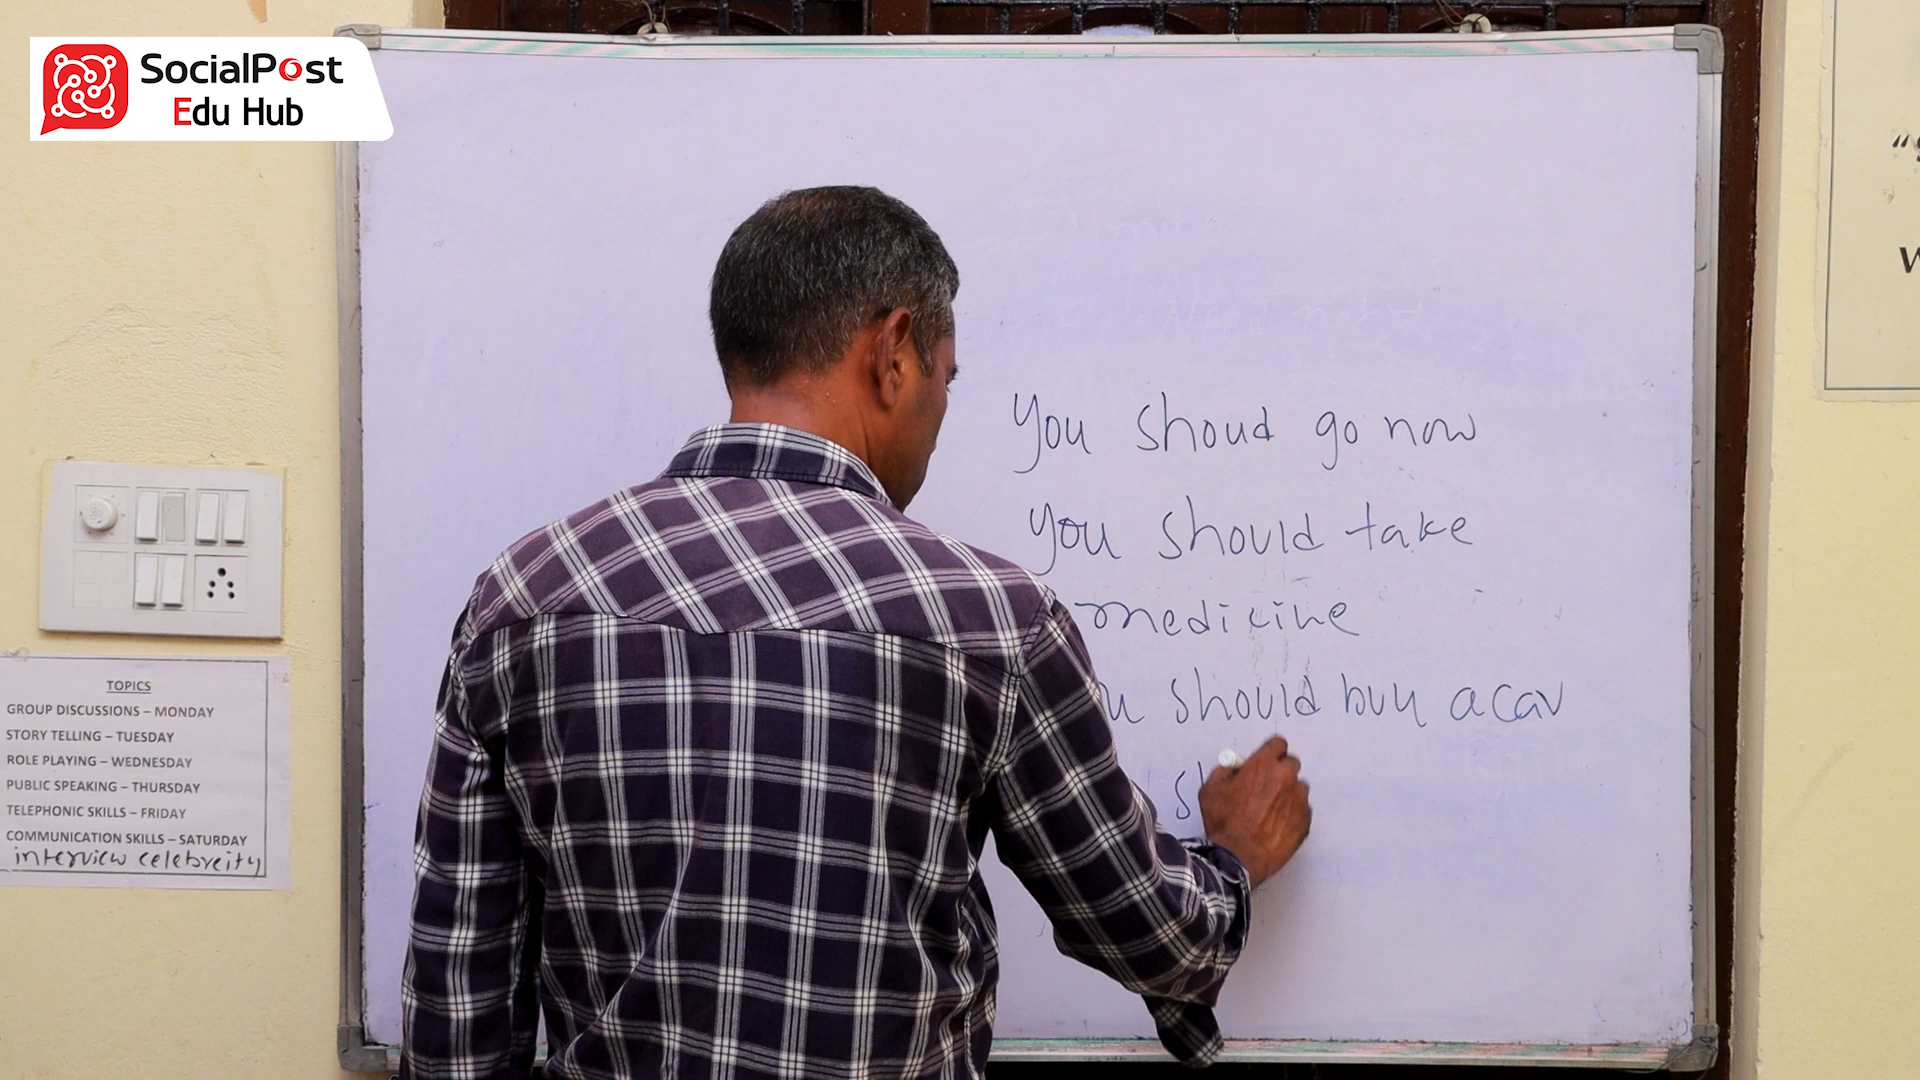 SocialPost
Edu Hub
You shoud go now
You should take
medicine
should buy a car
TOPICS
GROUP DISCUSSIONS – MONDAY
STORY TELLING – TUESDAY
ROLE PLAYING – WEDNESDAY
PUBLIC SPEAKING – THURSDAY
TELEPHONIC SKILLS – FRIDAY
COMMUNICATION SKILLS – SATURDAY
interview celebreity